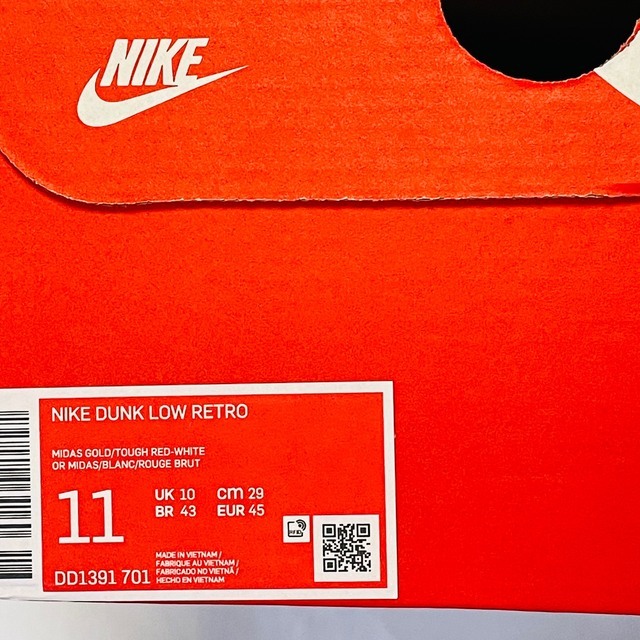 NIKE
NIKE DUNK LOW RETRO
MIDAS GOLD/TOUGH RED-WHITE
OR MIDAS/BLANC/ROUGE BRUT
11
UK 10 cm 29
BR 43 EUR 45
DD1391 701
MADE IN VIETNAM /
FABRIQUE AU VIETNAM /
FABRICADO NO VIETNÃ /
HECHO EN VIETNAM